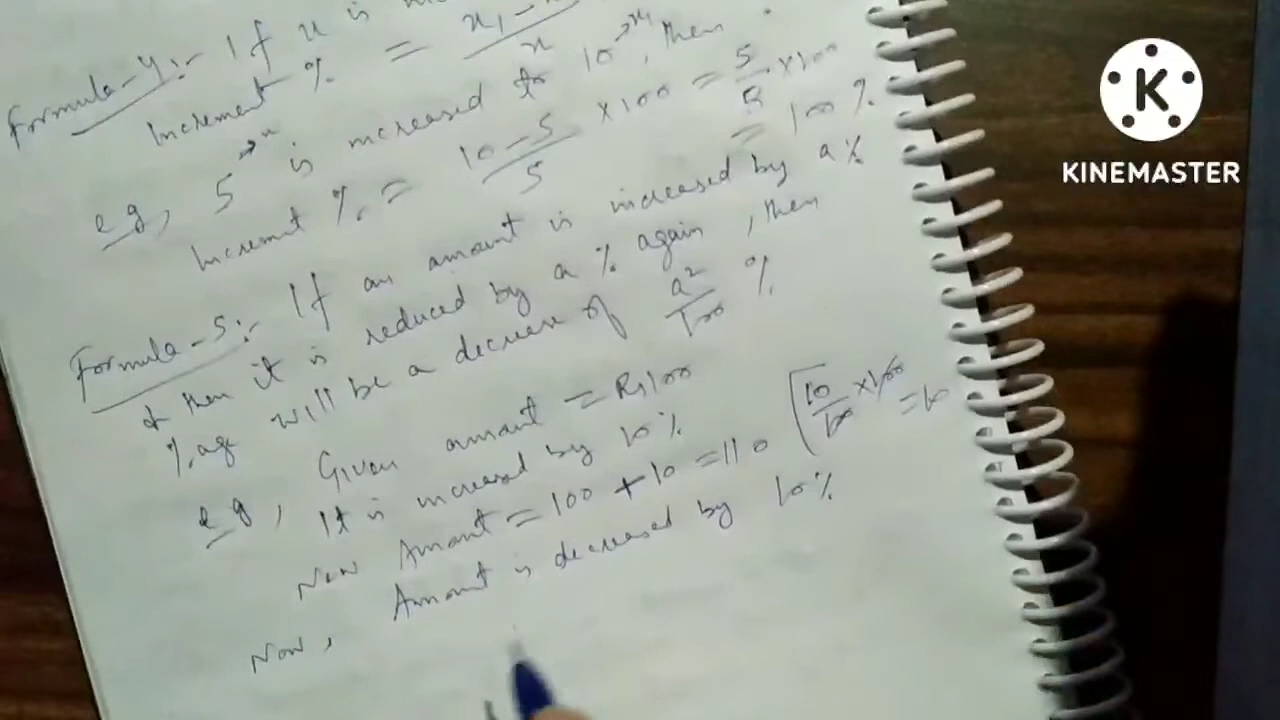 Formula-4:- If x is
Increment % = x₁-x / x
e.g, 5→x is increased to 10→x₁, then
Incremnt % = 10-5/5 ×100 = 5/5 ×100
= 100%
Formula-5:- If an amount is increased by a%
& then it is reduced by a% again, then
%age will be a decrease of a²/100 %
e.g, Given amount = Rs100
It is increased by 10%
New Amount = 100+10=110 [10/100 ×100 =10
Now, Amount is decreased by 10%
K
KINEMASTER